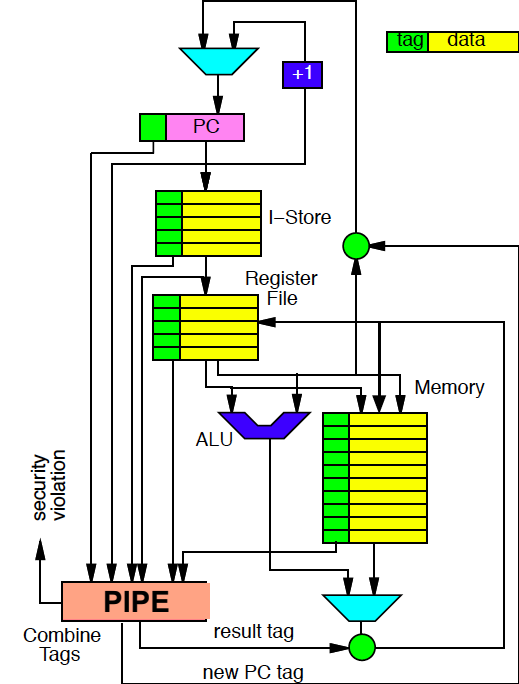 tag data
+1
PC
I–Store
Register
File
Memory
ALU
security
violation
PIPE
Combine
Tags
result tag
new PC tag